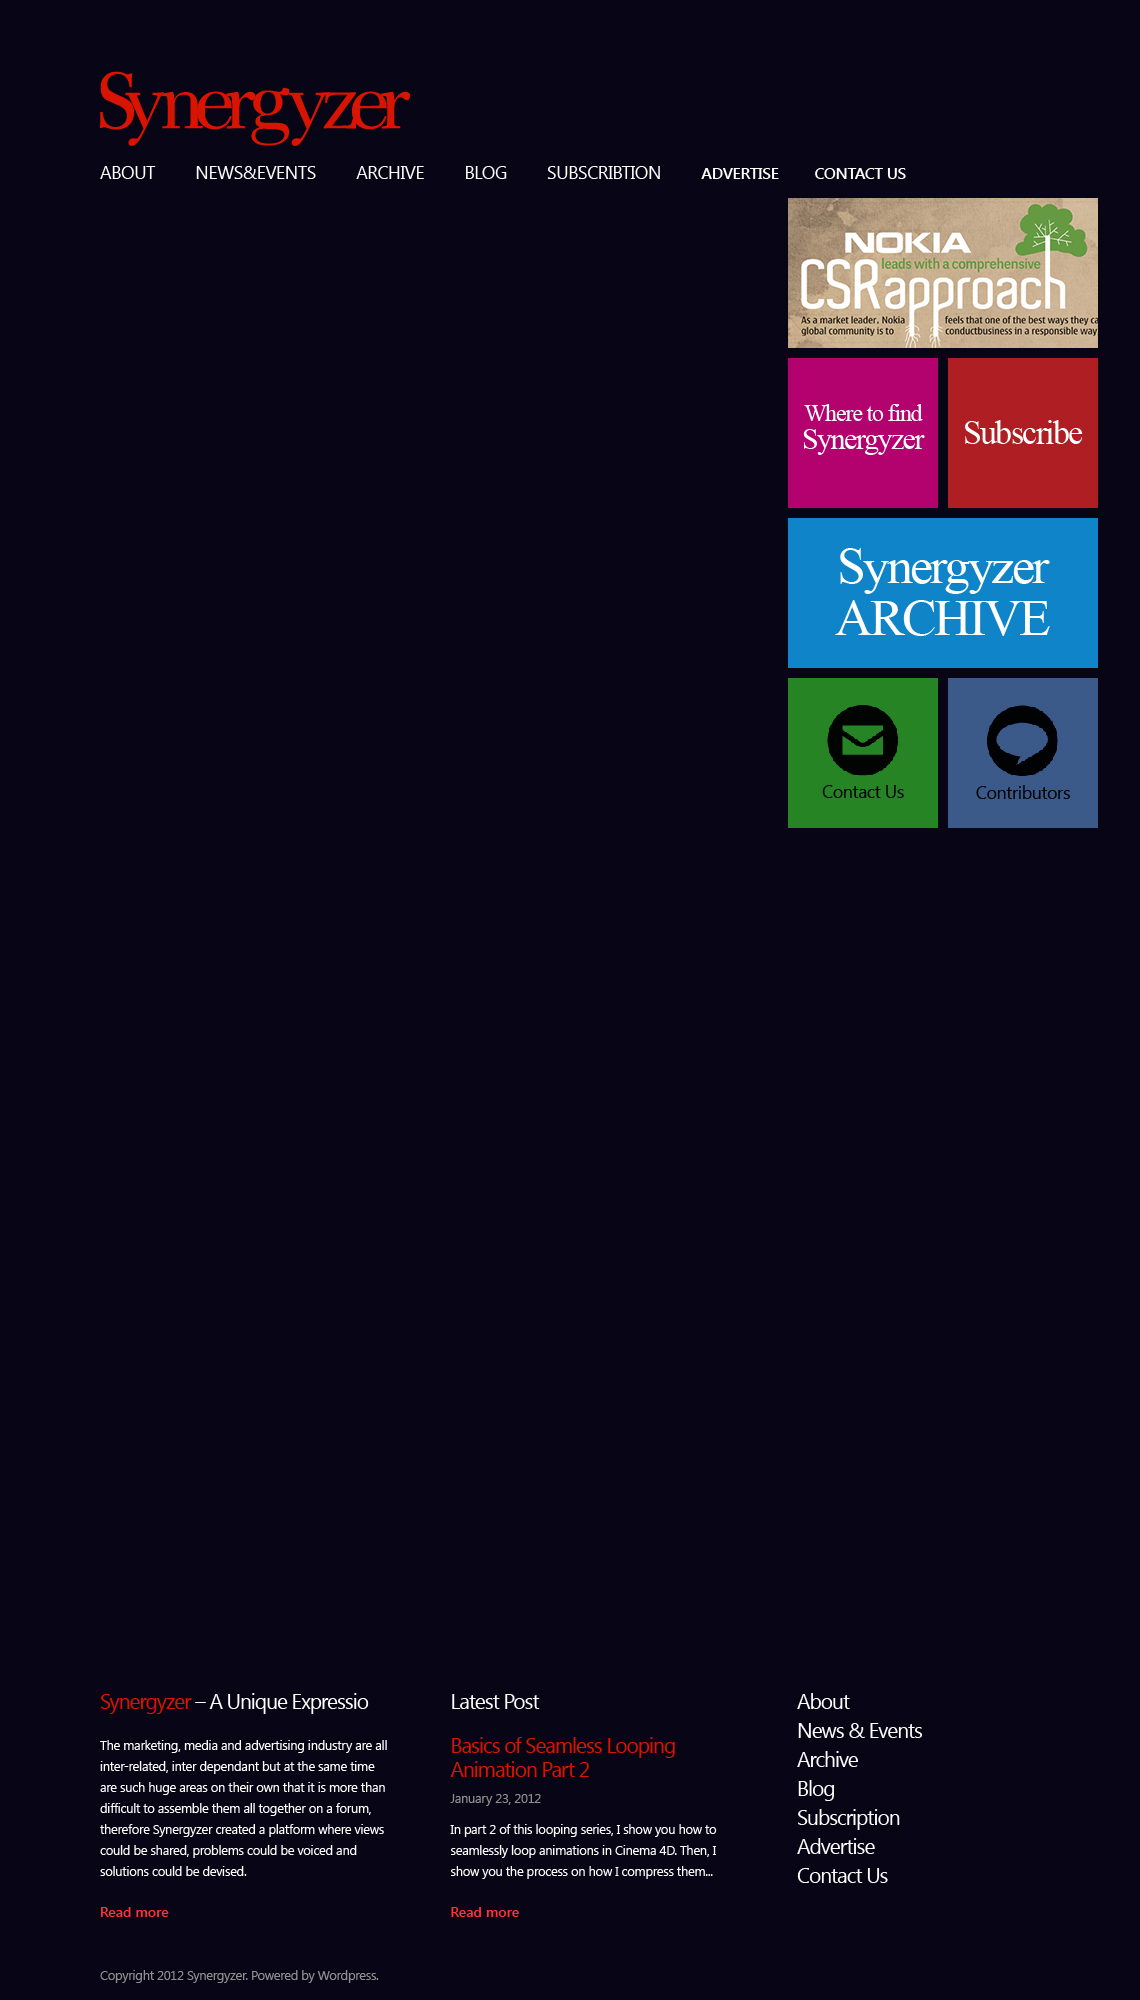 Synergyzer
ABOUT NEWS&EVENTS ARCHIVE BLOG SUBSCRIBTION ADVERTISE CONTACT US
NOKIA
leads with a comprehensive
CSR approach
As a market leader, Nokia feels that one of the best ways they ca
global community is to conductbusiness in a responsible way
Where to find
Synergyzer
Subscribe
Synergyzer
ARCHIVE
Contact Us
Contributors
Synergyzer – A Unique Expressio
The marketing, media and advertising industry are all
inter-related, inter dependant but at the same time
are such huge areas on their own that it is more than
difficult to assemble them all together on a forum,
therefore Synergyzer created a platform where views
could be shared, problems could be voiced and
solutions could be devised.
Read more
Latest Post
Basics of Seamless Looping
Animation Part 2
January 23, 2012
In part 2 of this looping series, I show you how to
seamlessly loop animations in Cinema 4D. Then, I
show you the process on how I compress them...
Read more
About
News & Events
Archive
Blog
Subscription
Advertise
Contact Us
Copyright 2012 Synergyzer. Powered by Wordpress.